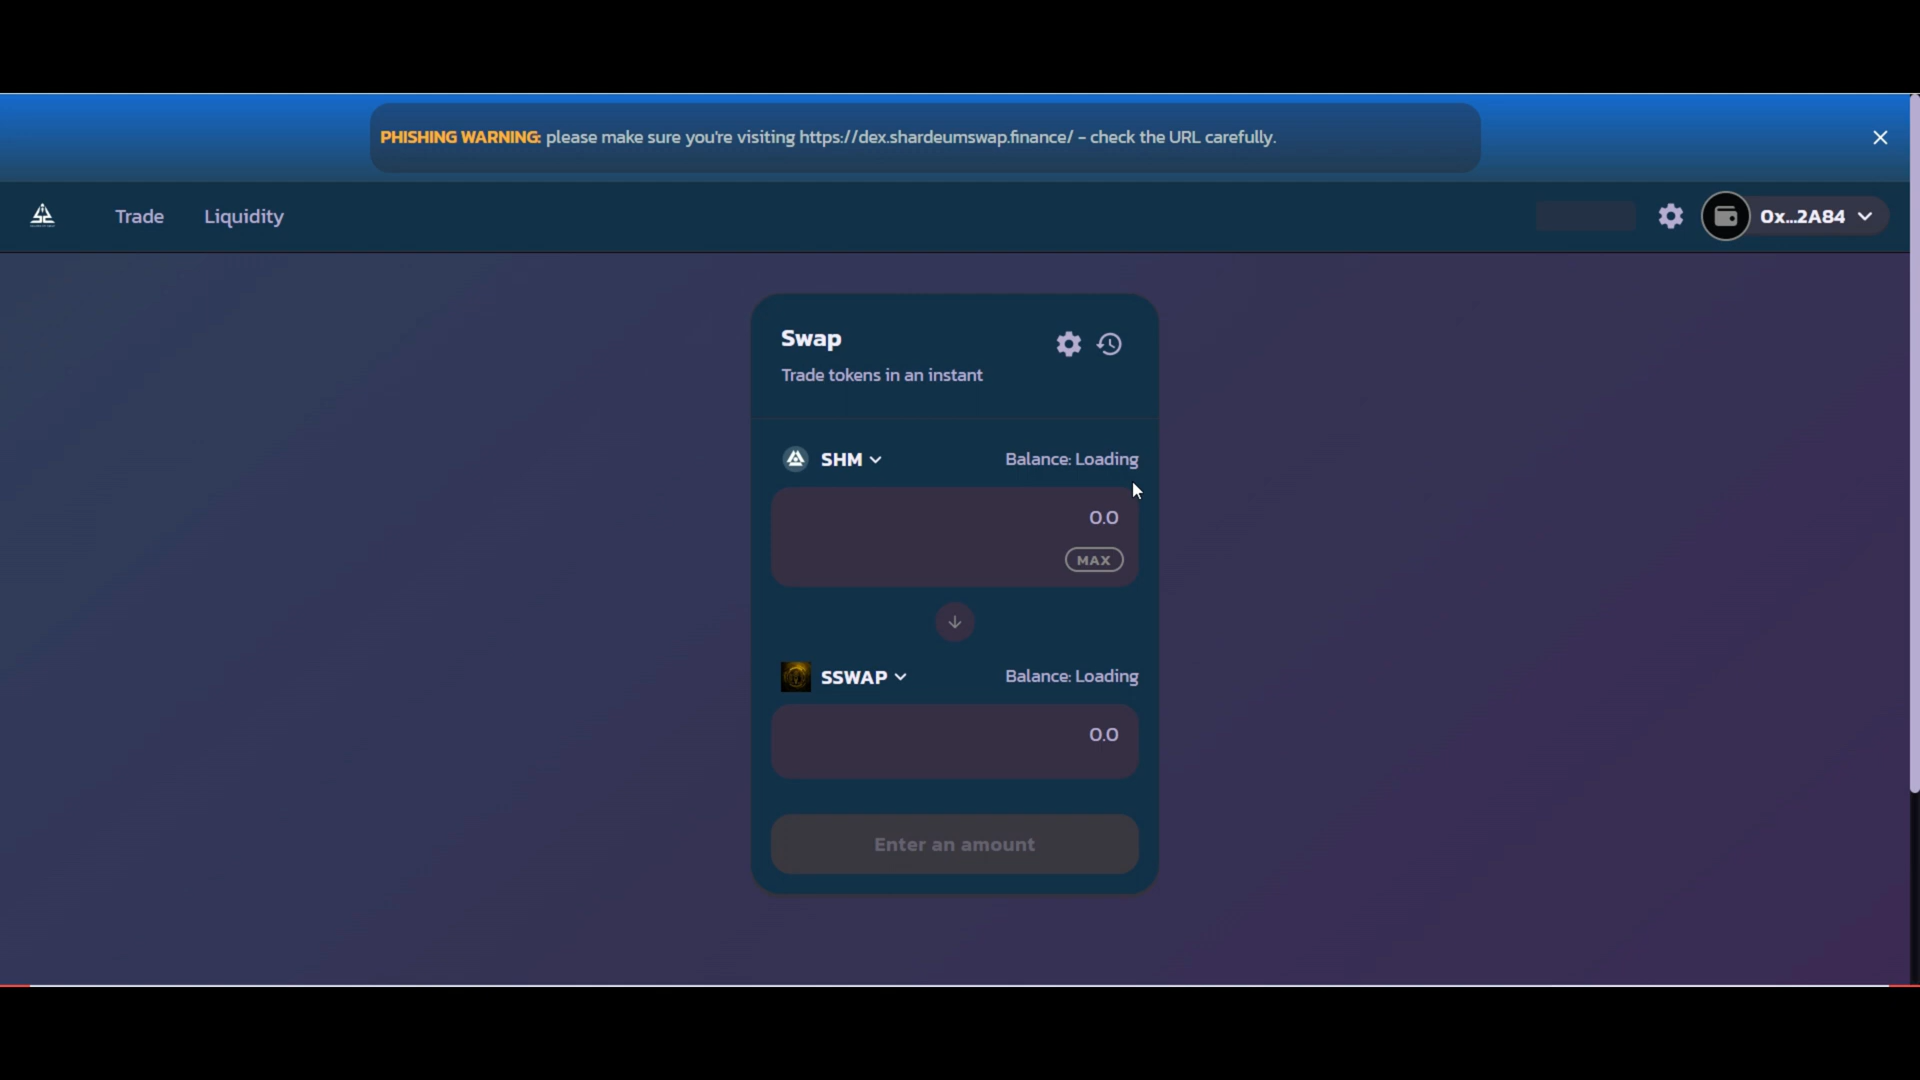 PHISHING WARNING: please make sure you're visiting https://dex.shardeumswap.finance/ - check the URL carefully.
Trade
Liquidity
0x...2A84
Swap
Trade tokens in an instant
SHM
Balance: Loading
0.0
MAX
SSWAP
Balance: Loading
0.0
Enter an amount